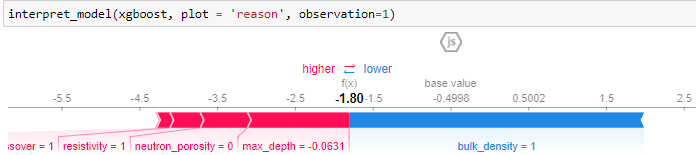 interpret_model(xgboost, plot = 'reason', observation=1)
js
higher ⇄ lower
f(x)
base value
-5.5 -4.5 -3.5 -2.5 -1.80 -1.5 -0.4998 0.5002 1.5 2.5
ssover = 1 resistivity = 1 neutron_porosity = 0 max_depth = -0.0631 bulk_density = 1